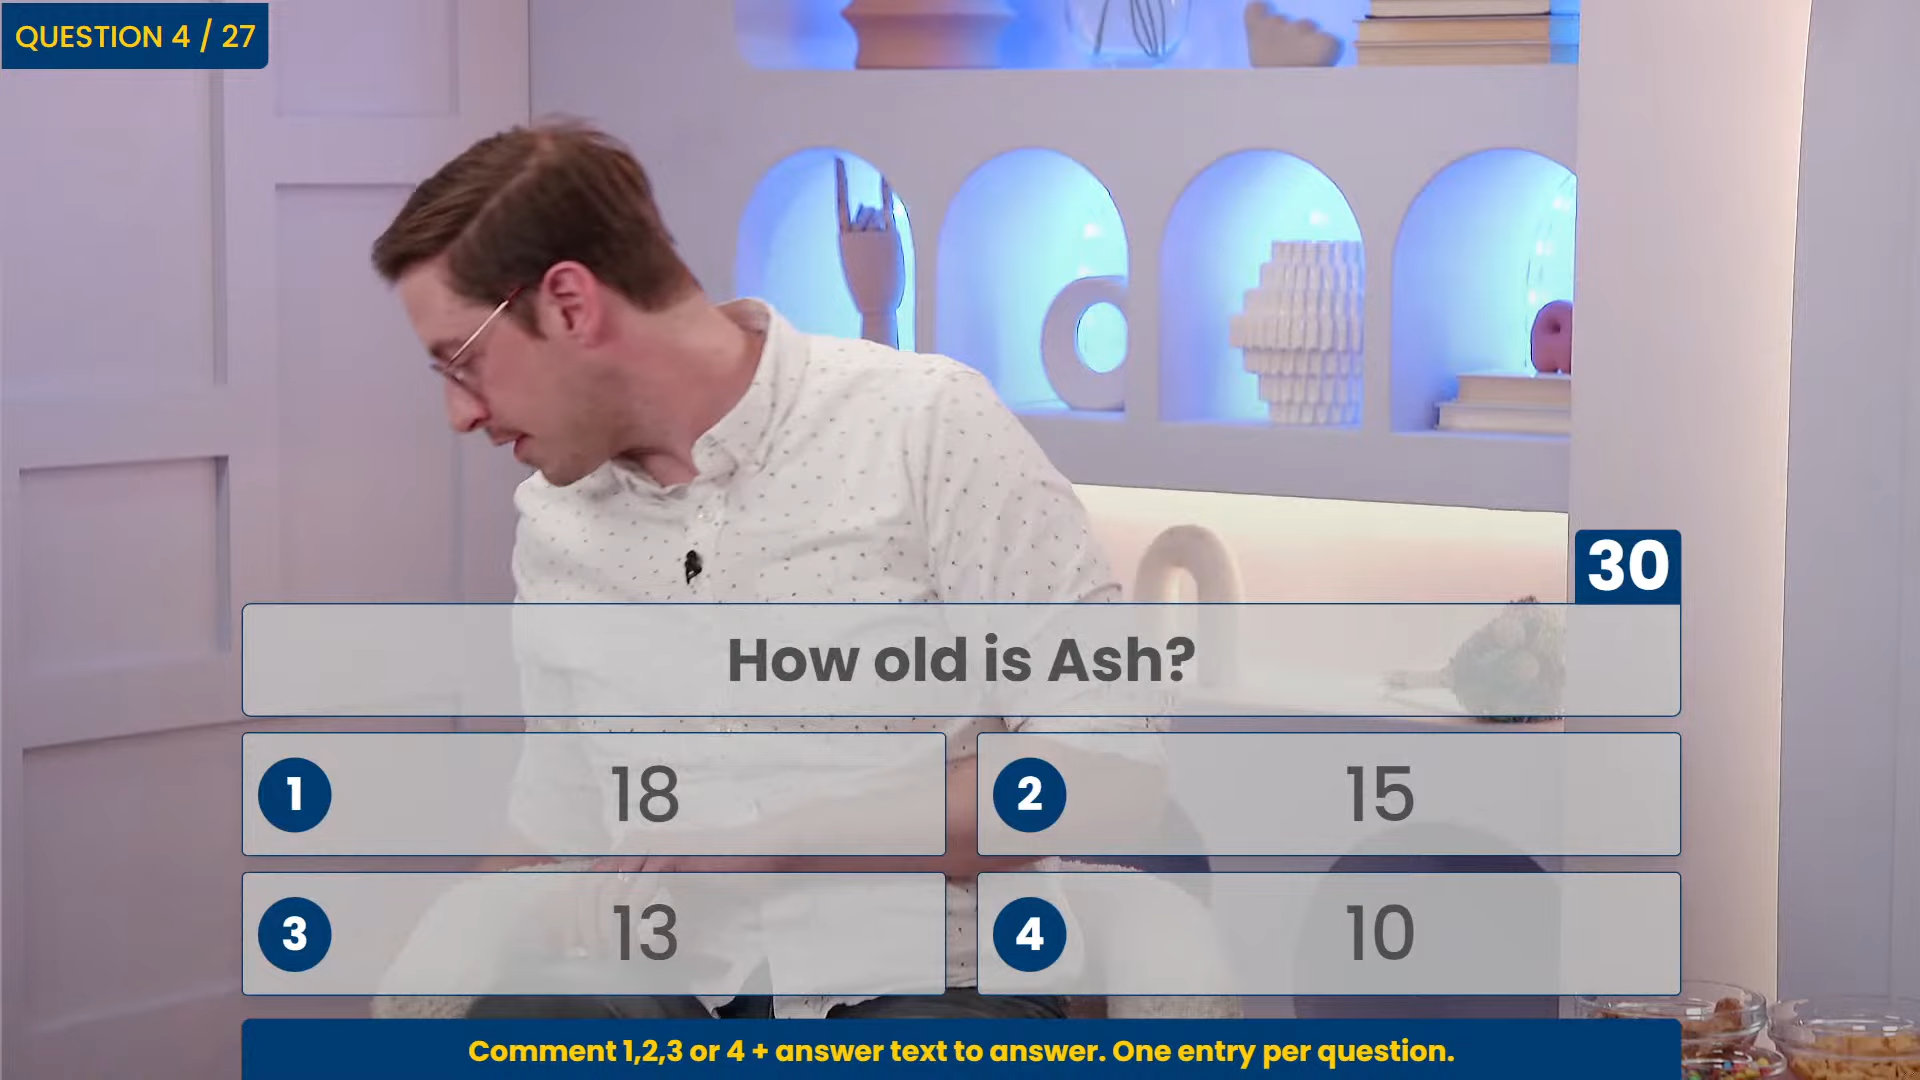 QUESTION 4 / 27
30
How old is Ash?
1 18
2 15
3 13
4 10
Comment 1,2,3 or 4 + answer text to answer. One entry per question.